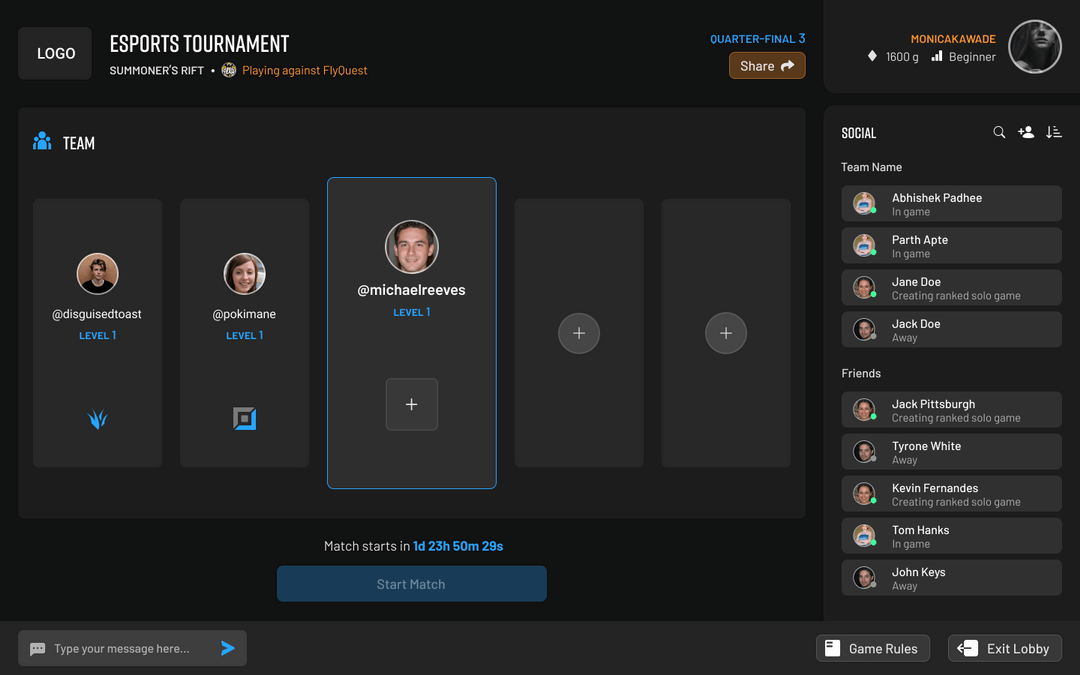 LOGO
ESPORTS TOURNAMENT
SUMMONER'S RIFT • Playing against FlyQuest
QUARTER-FINAL 3
Share
MONICAKAWADE
1600 g Beginner
TEAM
@disguisedtoast
LEVEL 1
@pokimane
LEVEL 1
@michaelreeves
LEVEL 1
+
+
+
Match starts in 1d 23h 50m 29s
Start Match
SOCIAL
Team Name
Abhishek Padhee
In game
Parth Apte
In game
Jane Doe
Creating ranked solo game
Jack Doe
Away
Friends
Jack Pittsburgh
Creating ranked solo game
Tyrone White
Away
Kevin Fernandes
Creating ranked solo game
Tom Hanks
In game
John Keys
Away
Type your message here...
Game Rules
Exit Lobby